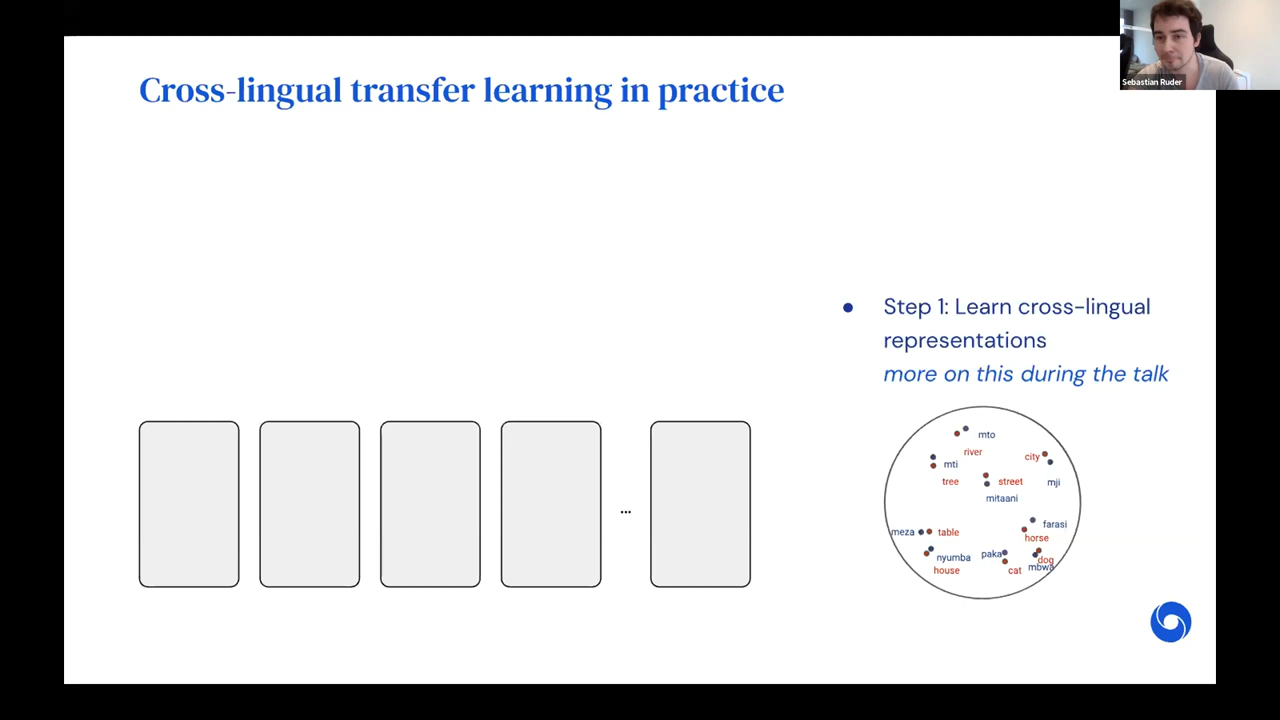 Sebastian Ruder
Cross-lingual transfer learning in practice
● Step 1: Learn cross-lingual
representations
more on this during the talk
mto
river
city
mti
tree
street
mji
mitaani
farasi
meza
table
horse
nyumba
paka
dog
house
cat
mbwa
...